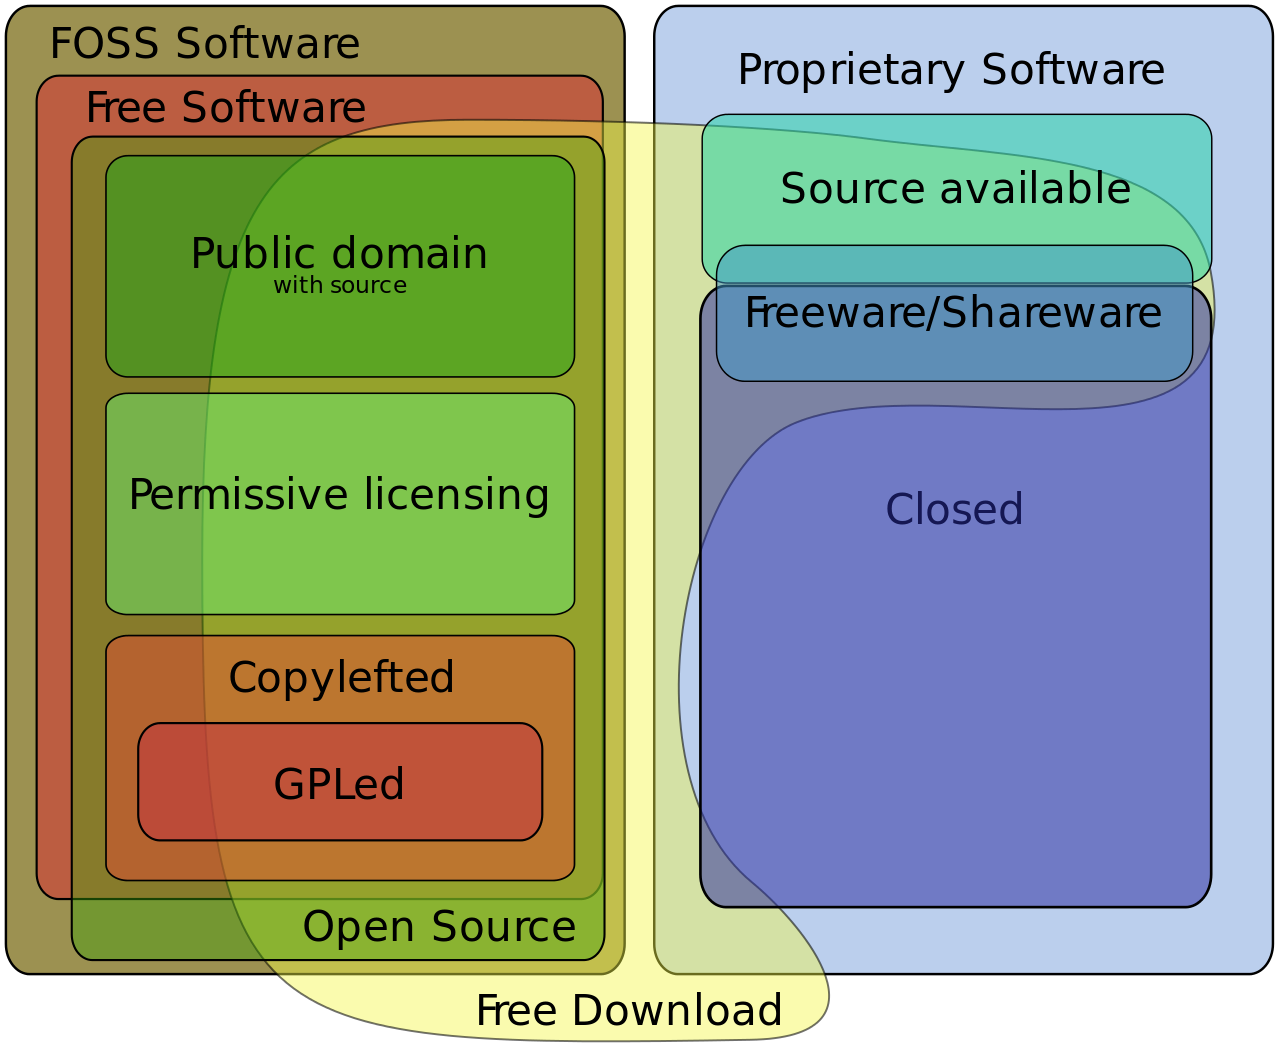 FOSS Software
Free Software
Public domain
with source
Permissive licensing
Copylefted
GPLed
Open Source
Free Download
Proprietary Software
Source available
Freeware/Shareware
Closed